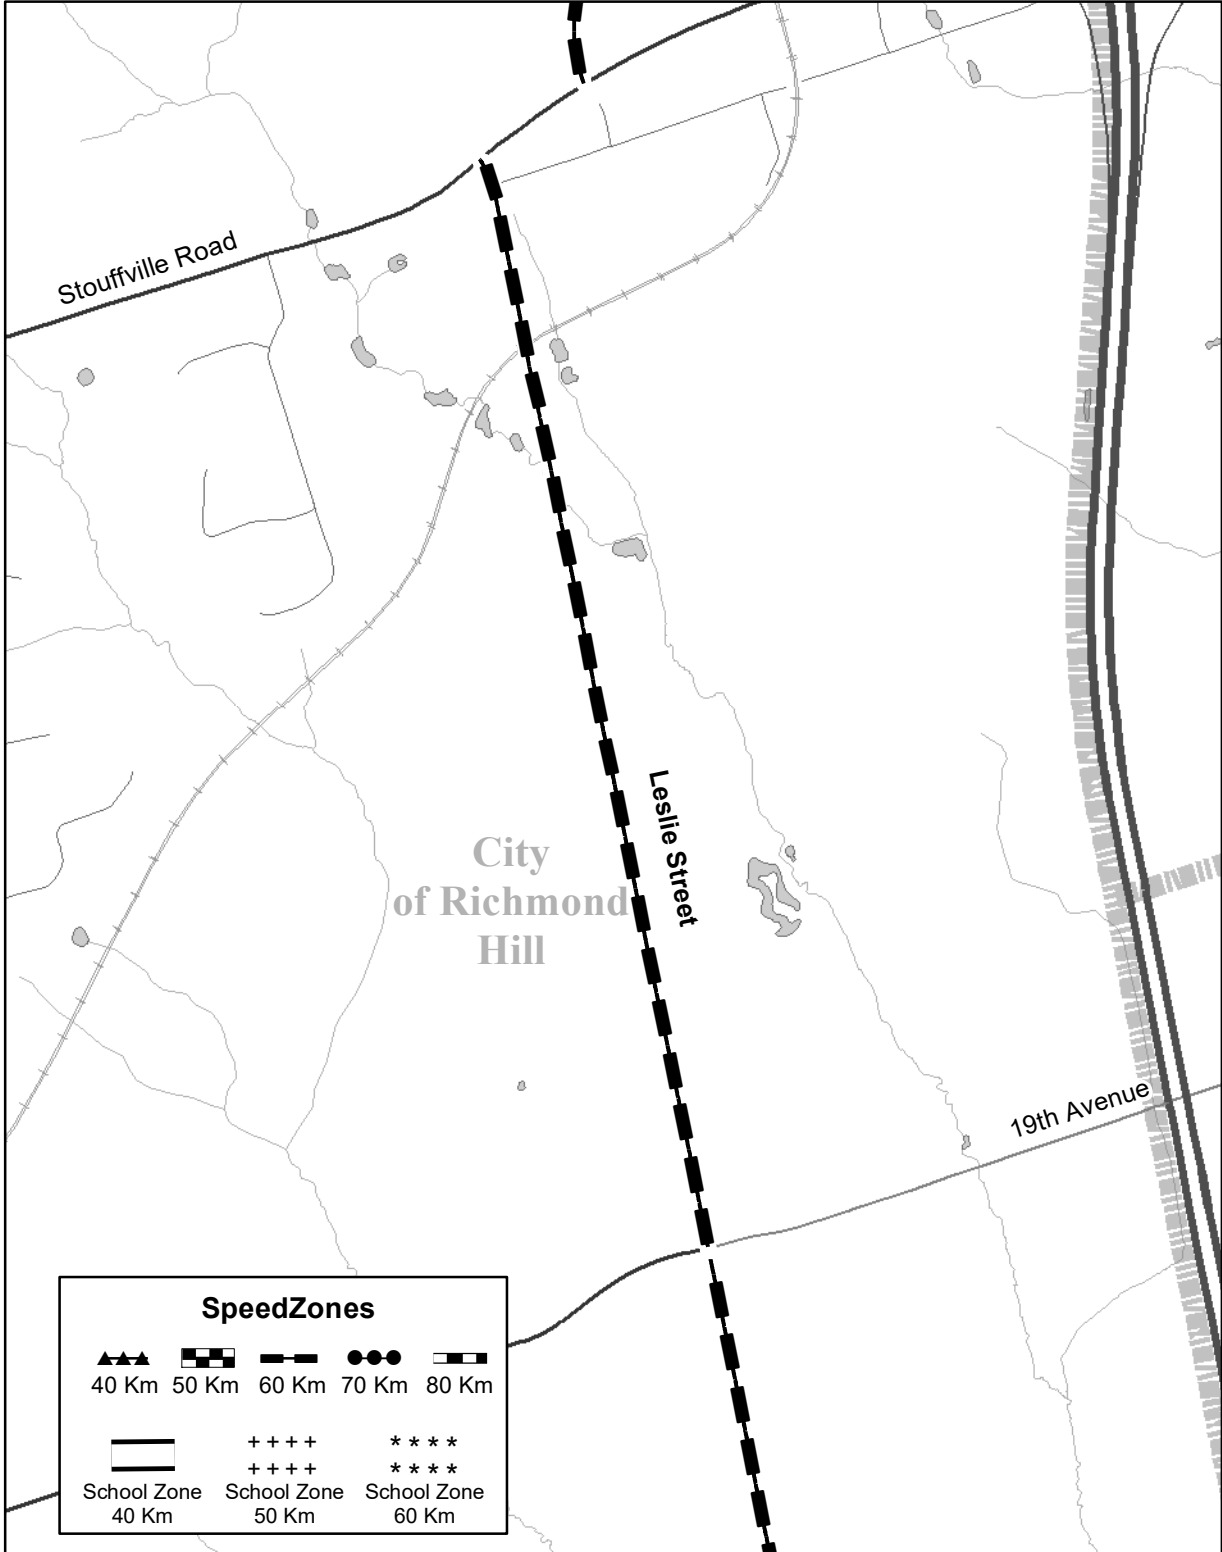 Stouffville Road
Leslie Street
City
of Richmond
Hill
19th Avenue
SpeedZones
40 Km 50 Km 60 Km 70 Km 80 Km
School Zone School Zone School Zone
40 Km 50 Km 60 Km